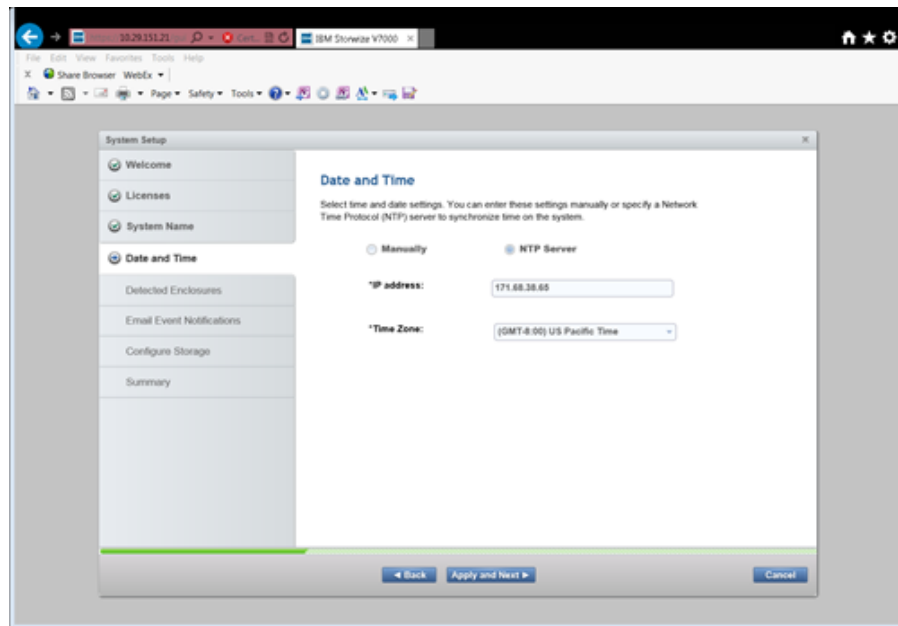 10.29.151.21
Cert...
IBM Storwize V7000
File Edit View Favorites Tools Help
X Share Browser WebEx
Page Safety Tools
System Setup
Welcome
Licenses
System Name
Date and Time
Detected Enclosures
Email Event Notifications
Configure Storage
Summary
Date and Time
Select time and date settings. You can enter these settings manually or specify a Network
Time Protocol (NTP) server to synchronize time on the system.
Manually NTP Server
*IP address: 171.68.38.65
*Time Zone: (GMT-8:00) US Pacific Time
Back Apply and Next Cancel